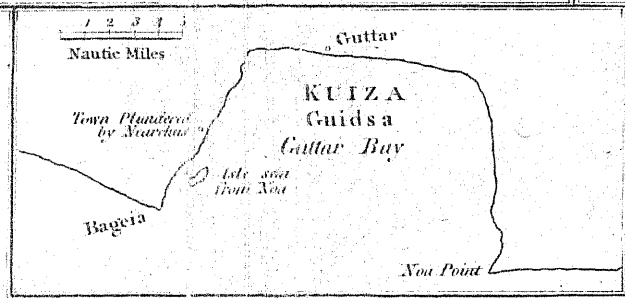 1 2 3 4 5
Nautic Miles
Guttar
KUIZA
Guidsa
Guttar Bay
Town Plundered
by Nearchus
Isle seen
from Noa
Bageia
Noa Point